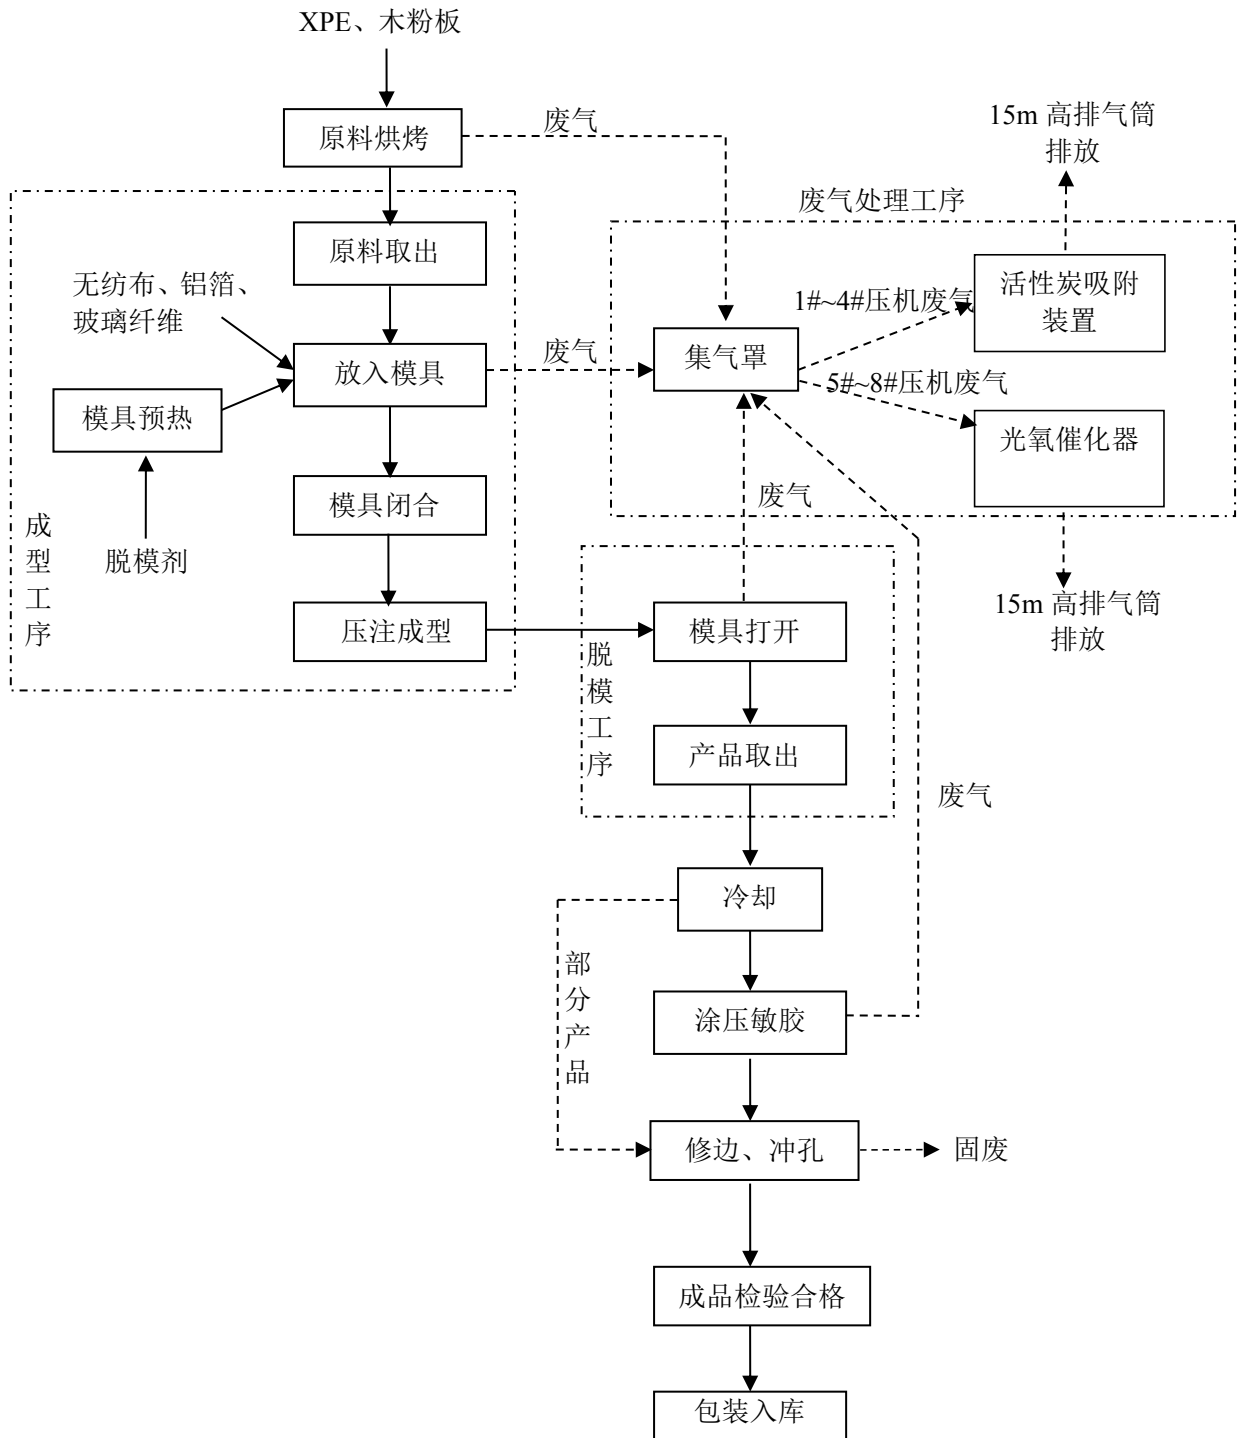 XPE、木粉板
原料烘烤
废气
15m 高排气筒
排放
废气处理工序
原料取出
无纺布、铝箔、
玻璃纤维
放入模具
废气
集气罩
1#~4#压机废气
活性炭吸附
装置
5#~8#压机废气
光氧催化器
模具预热
脱模剂
模具闭合
废气
成型工序
压注成型
15m 高排气筒
排放
脱模工序
模具打开
产品取出
废气
冷却
部分产品
涂压敏胶
修边、冲孔
固废
成品检验合格
包装入库